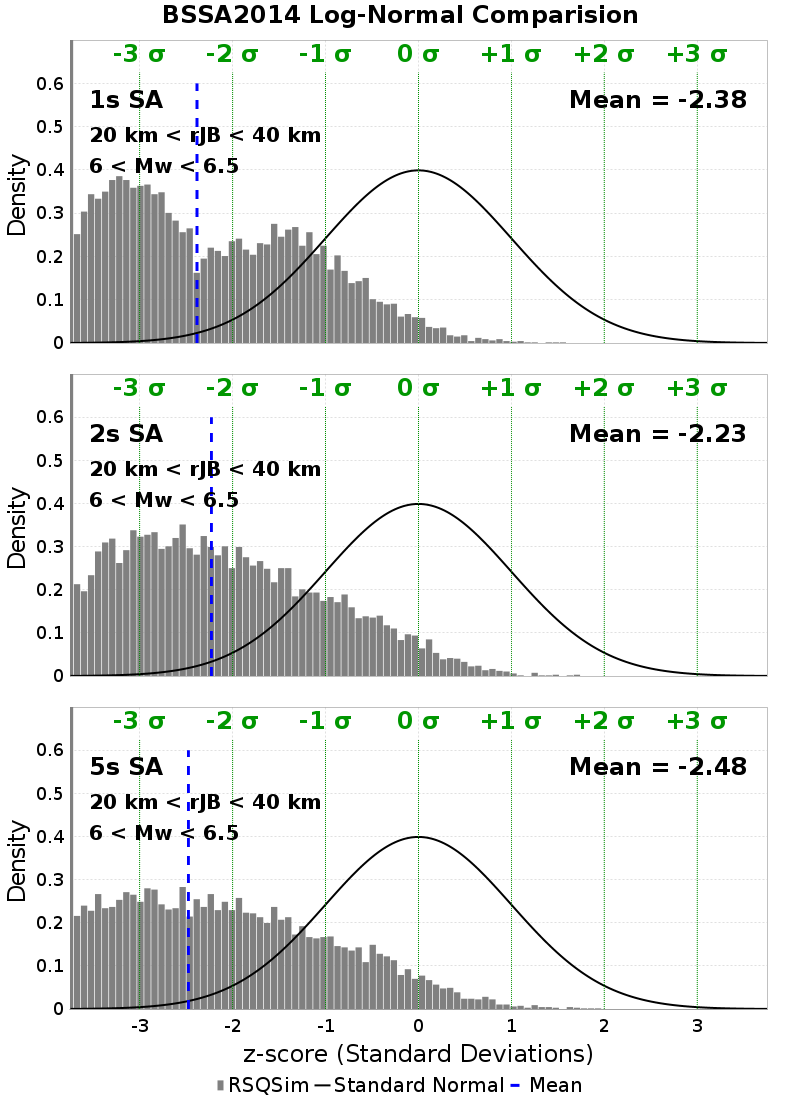 BSSA2014 Log-Normal Comparision
-3 σ -2 σ -1 σ 0 σ +1 σ +2 σ +3 σ
1s SA
Mean = -2.38
20 km < rJB < 40 km
6 < Mw < 6.5
0.6
0.5
0.4
0.3
0.2
0.1
0
Density
-3 σ -2 σ -1 σ 0 σ +1 σ +2 σ +3 σ
2s SA
Mean = -2.23
20 km < rJB < 40 km
6 < Mw < 6.5
0.6
0.5
0.4
0.3
0.2
0.1
0
Density
-3 σ -2 σ -1 σ 0 σ +1 σ +2 σ +3 σ
5s SA
Mean = -2.48
20 km < rJB < 40 km
6 < Mw < 6.5
0.6
0.5
0.4
0.3
0.2
0.1
0
Density
-3 -2 -1 0 1 2 3
z-score (Standard Deviations)
RSQSim Standard Normal Mean